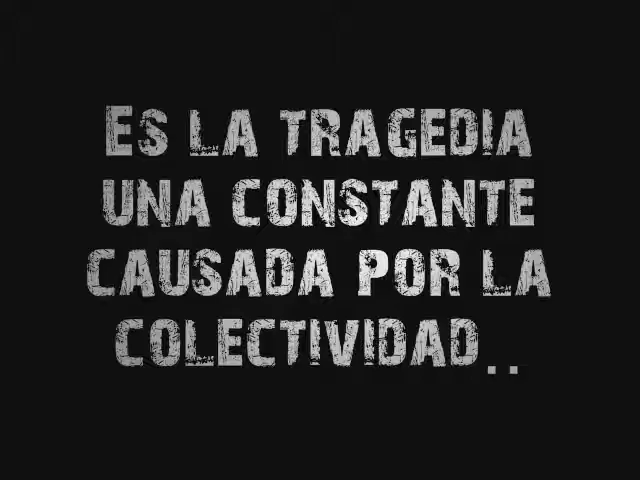 Es la tragedia
una constante
causada por la
colectividad..